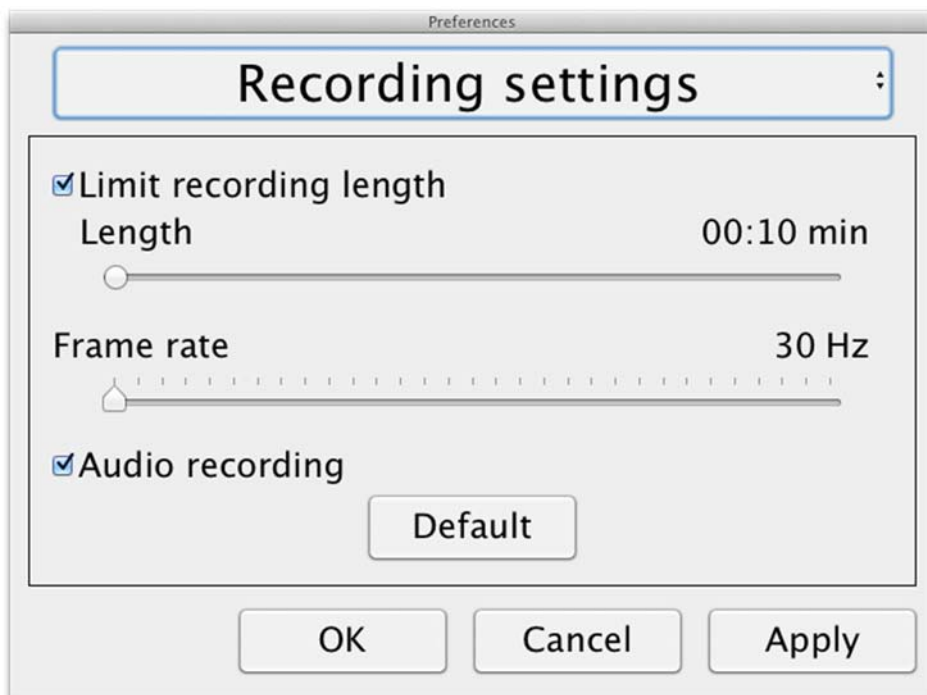 Preferences
Recording settings
Limit recording length
Length 00:10 min
Frame rate 30 Hz
Audio recording
Default
OK Cancel Apply